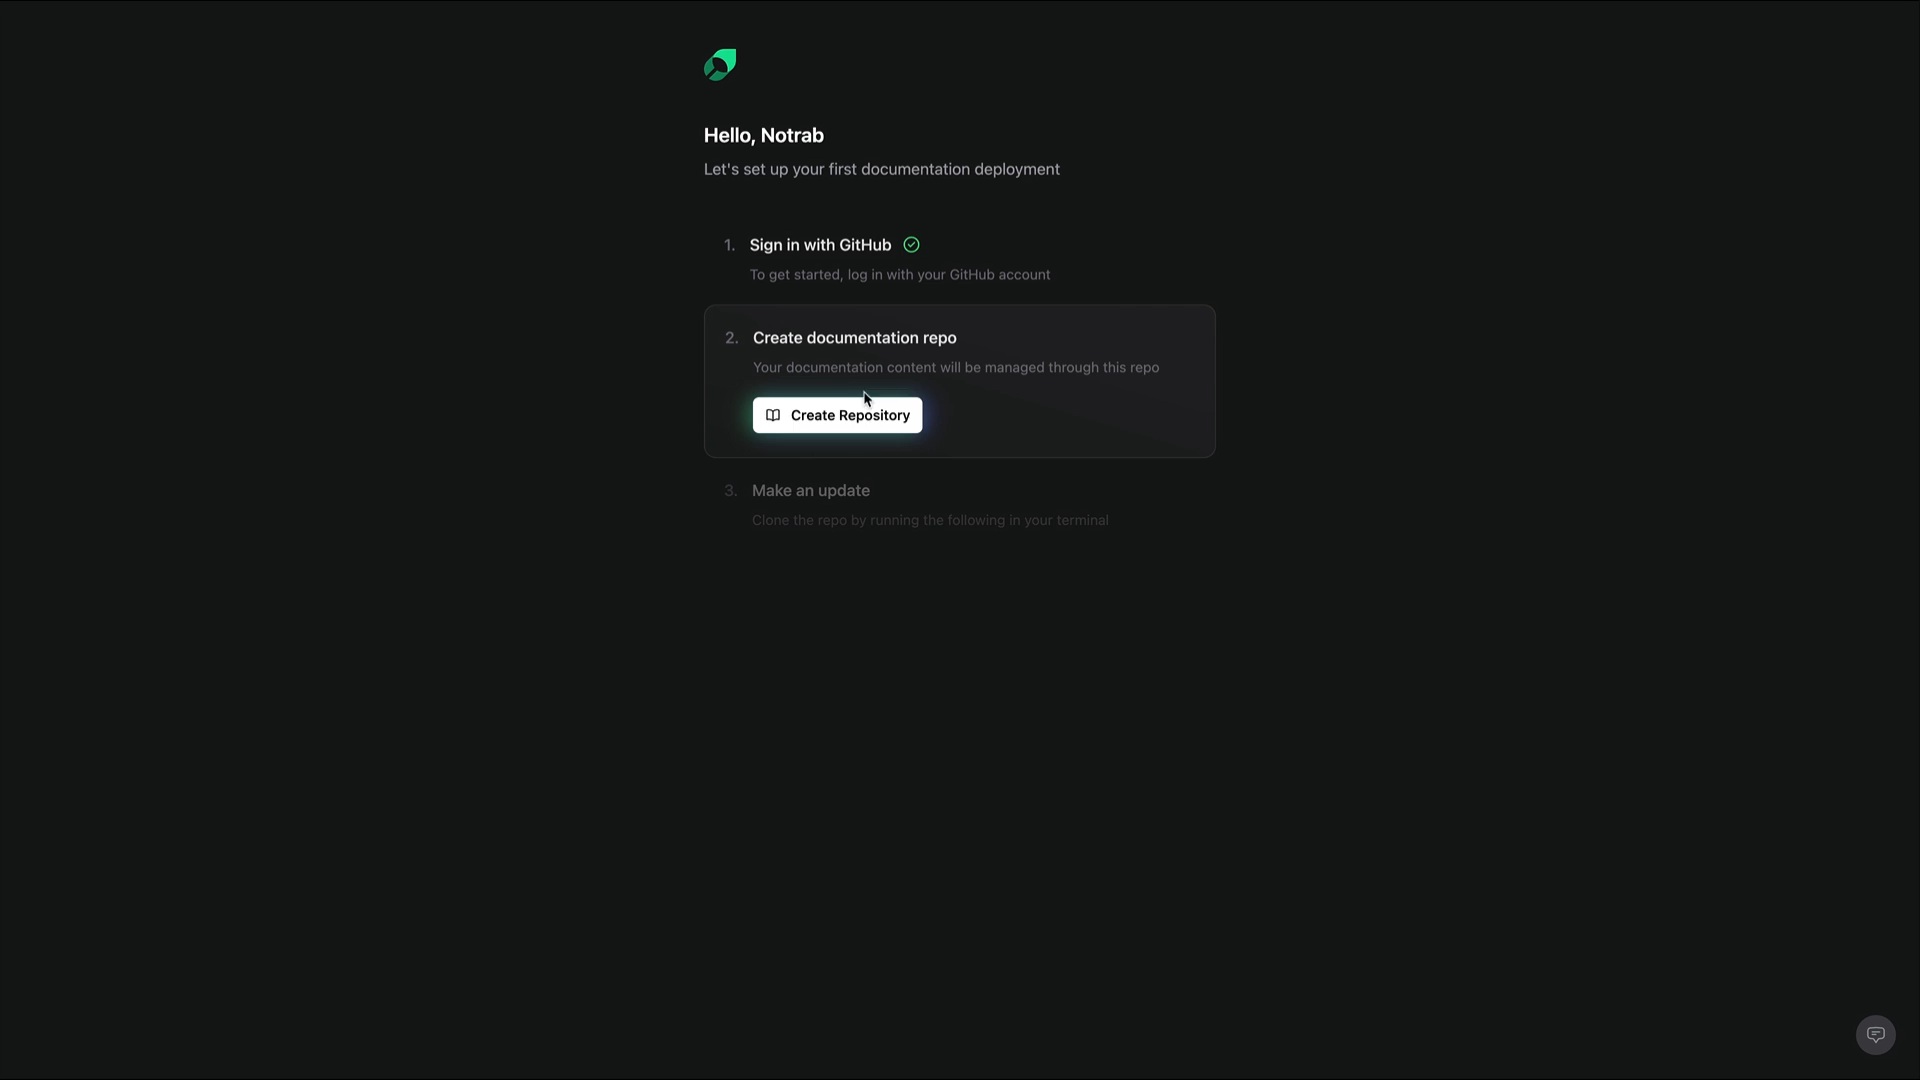 Hello, Notrab
Let's set up your first documentation deployment
1. Sign in with GitHub
To get started, log in with your GitHub account
2. Create documentation repo
Your documentation content will be managed through this repo
Create Repository
3. Make an update
Clone the repo by running the following in your terminal